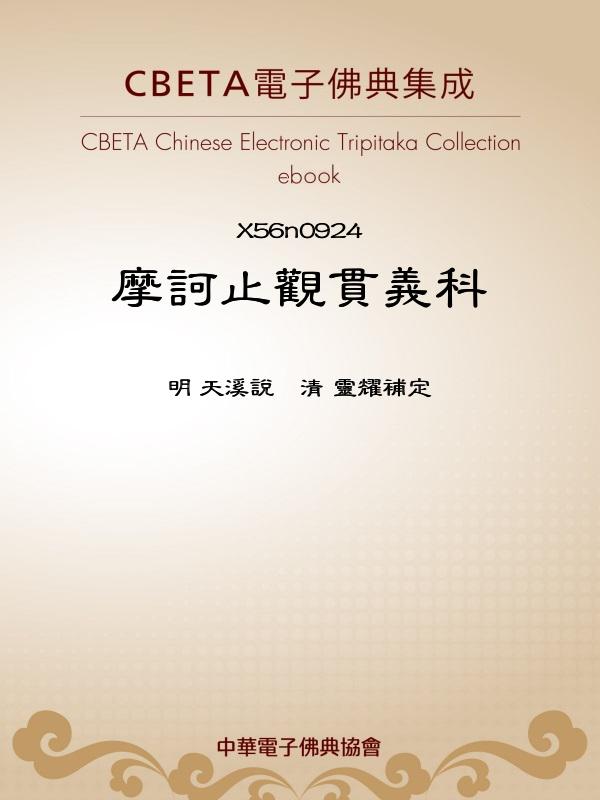 CBETA電子佛典集成
CBETA Chinese Electronic Tripitaka Collection
ebook
X56n0924
摩訶止觀貫義科
明 天溪說　清 靈耀補定
中華電子佛典協會